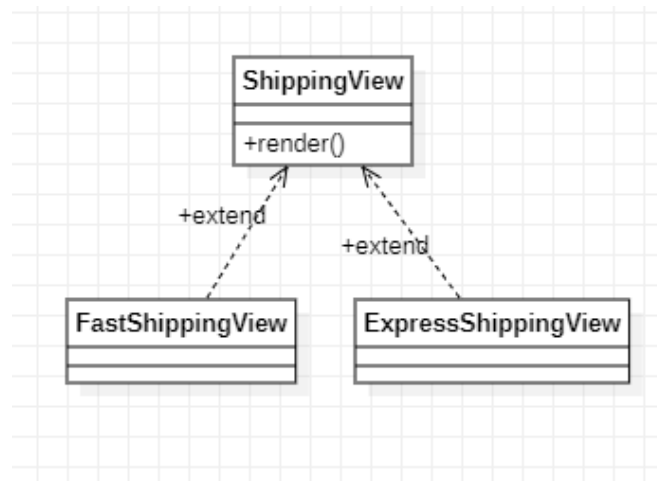 ShippingView
+render()
+extend
+extend
FastShippingView
ExpressShippingView